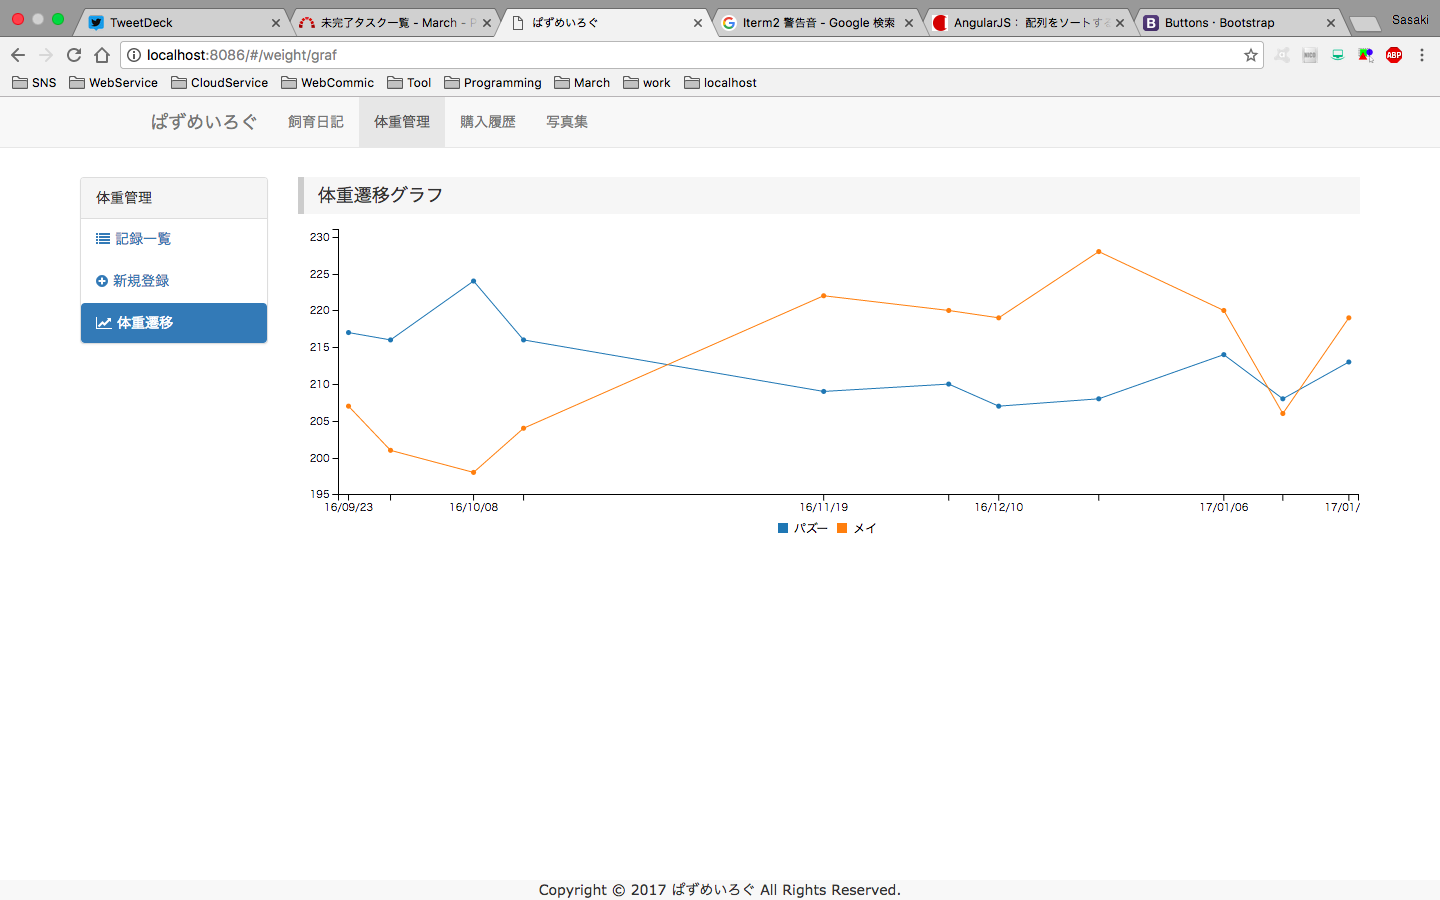 TweetDeck
未完了タスク一覧 - March - P
ぱずめいろぐ
Iterm2 警告音 - Google 検索
AngularJS： 配列をソートする
Buttons · Bootstrap
Sasaki
localhost:8086/#/weight/graf
NICO
ABP
SNS
WebService
CloudService
WebCommic
Tool
Programming
March
work
localhost
ぱずめいろぐ
飼育日記
体重管理
購入履歴
写真集
体重管理
記録一覧
新規登録
体重遷移
体重遷移グラフ
230
225
220
215
210
205
200
195
16/09/23
16/10/08
16/11/19
16/12/10
17/01/06
17/01/
パズー
メイ
Copyright © 2017 ぱずめいろぐ All Rights Reserved.